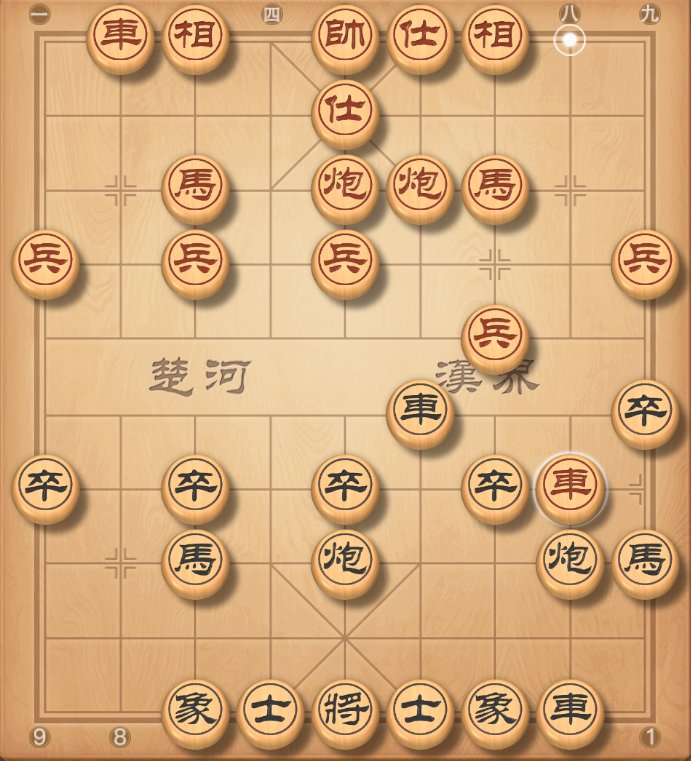 一 四 八 九
車 相 帥 仕 相
仕
馬 炮 炮 馬
兵 兵 兵 兵
兵
楚河 漢界
車 卒
卒 卒 卒 卒 車
馬 炮 炮 馬
象 士 將 士 象 車
9 8 1